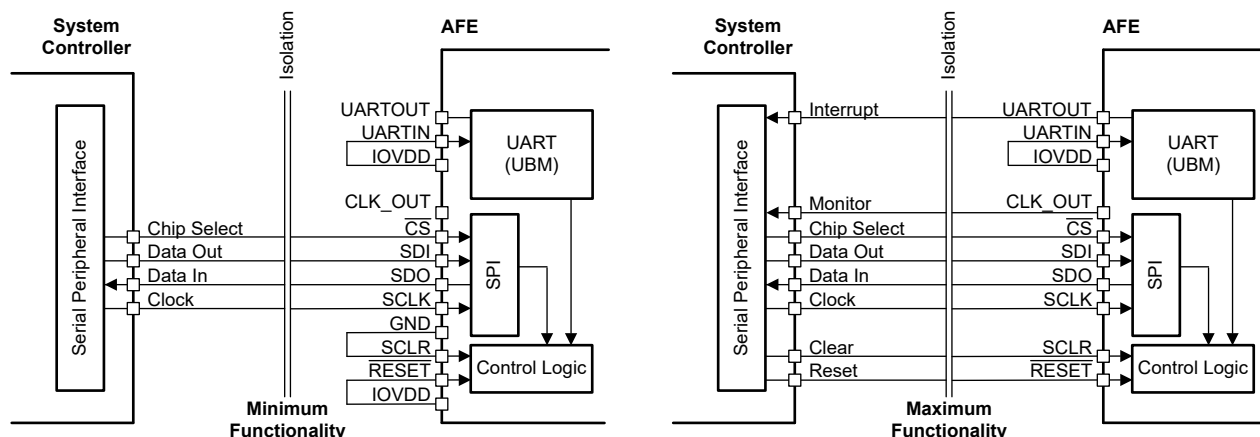 System
Controller
Isolation
AFE
UARTOUT
UARTIN
IOVDD
UART
(UBM)
Serial Peripheral Interface
CLK_OUT
Chip Select
CS
Data Out
SDI
Data In
SDO
Clock
SCLK
SPI
GND
SCLR
RESET
IOVDD
Control Logic
Minimum
Functionality
System
Controller
Isolation
AFE
Interrupt
UARTOUT
UARTIN
IOVDD
UART
(UBM)
Serial Peripheral Interface
Monitor
CLK_OUT
Chip Select
CS
Data Out
SDI
Data In
SDO
Clock
SCLK
SPI
Clear
SCLR
Reset
RESET
Control Logic
Maximum
Functionality